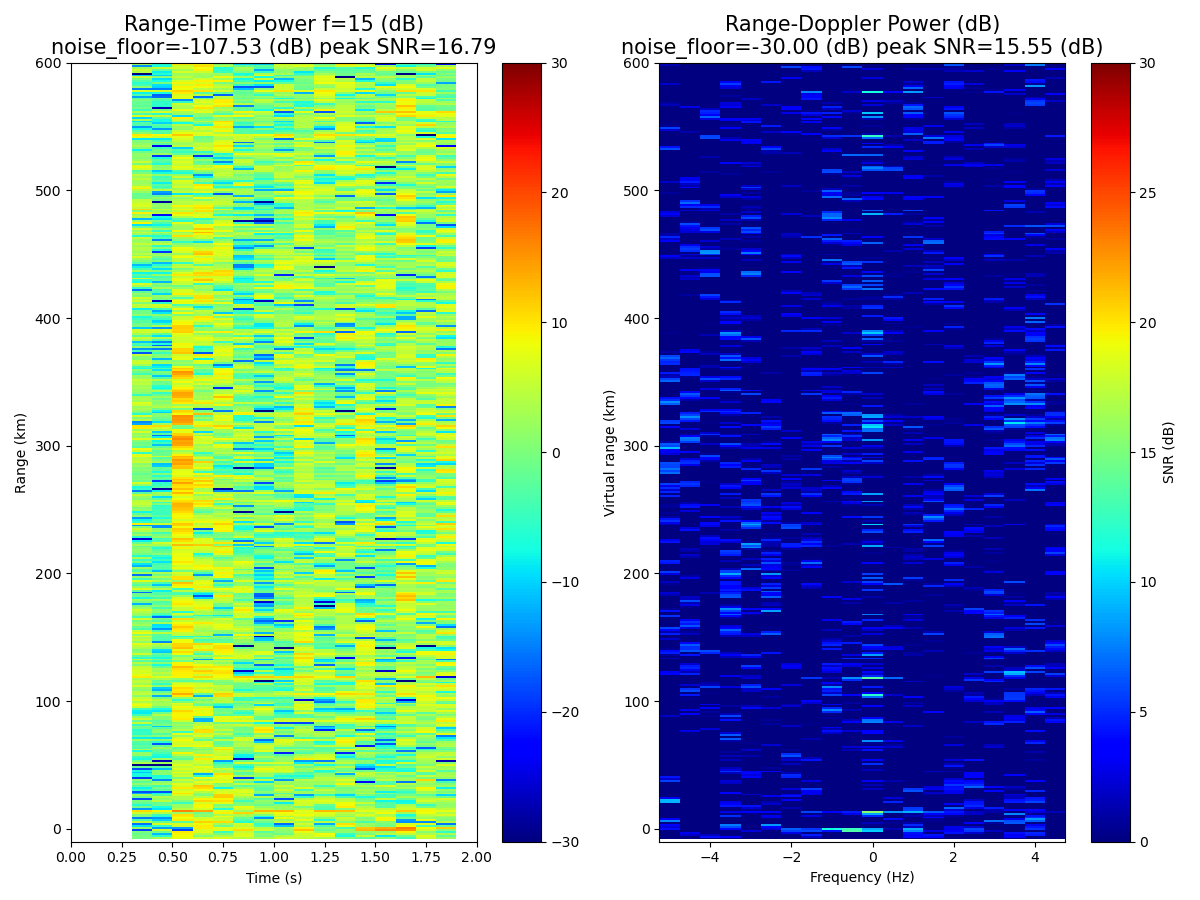 Range-Time Power f=15 (dB)
noise_floor=-107.53 (dB) peak SNR=16.79
Range (km)
600
500
400
300
200
100
0
0.00 0.25 0.50 0.75 1.00 1.25 1.50 1.75 2.00
Time (s)
30
20
10
0
−10
−20
−30
Range-Doppler Power (dB)
noise_floor=-30.00 (dB) peak SNR=15.55 (dB)
Virtual range (km)
600
500
400
300
200
100
0
−4 −2 0 2 4
Frequency (Hz)
30
25
20
15
10
5
0
SNR (dB)